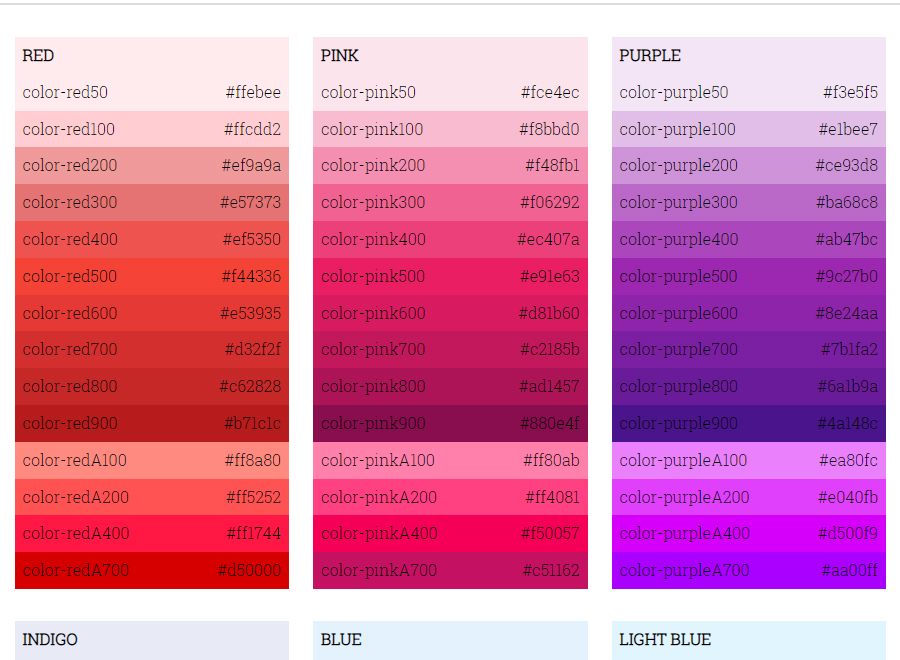 RED
color-red50 #ffebee
color-red100 #ffcdd2
color-red200 #ef9a9a
color-red300 #e57373
color-red400 #ef5350
color-red500 #f44336
color-red600 #e53935
color-red700 #d32f2f
color-red800 #c62828
color-red900 #b71c1c
color-redA100 #ff8a80
color-redA200 #ff5252
color-redA400 #ff1744
color-redA700 #d50000
PINK
color-pink50 #fce4ec
color-pink100 #f8bbd0
color-pink200 #f48fb1
color-pink300 #f06292
color-pink400 #ec407a
color-pink500 #e91e63
color-pink600 #d81b60
color-pink700 #c2185b
color-pink800 #ad1457
color-pink900 #880e4f
color-pinkA100 #ff80ab
color-pinkA200 #ff4081
color-pinkA400 #f50057
color-pinkA700 #c51162
PURPLE
color-purple50 #f3e5f5
color-purple100 #e1bee7
color-purple200 #ce93d8
color-purple300 #ba68c8
color-purple400 #ab47bc
color-purple500 #9c27b0
color-purple600 #8e24aa
color-purple700 #7b1fa2
color-purple800 #6a1b9a
color-purple900 #4a148c
color-purpleA100 #ea80fc
color-purpleA200 #e040fb
color-purpleA400 #d500f9
color-purpleA700 #aa00ff
INDIGO
BLUE
LIGHT BLUE